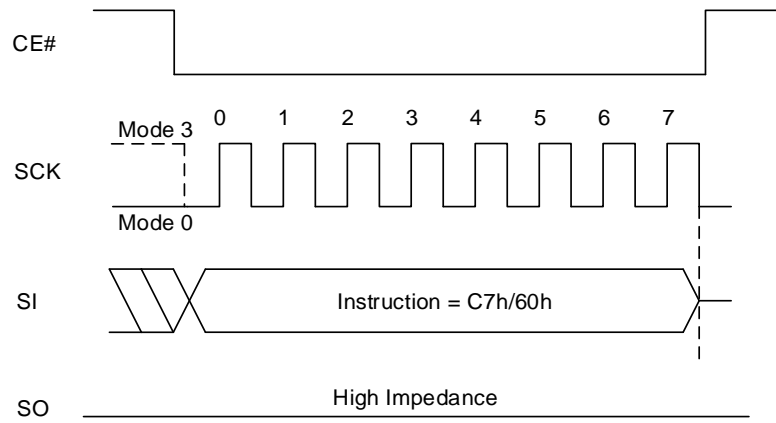 CE#
Mode 3
0 1 2 3 4 5 6 7
SCK
Mode 0
SI
Instruction = C7h/60h
SO
High Impedance